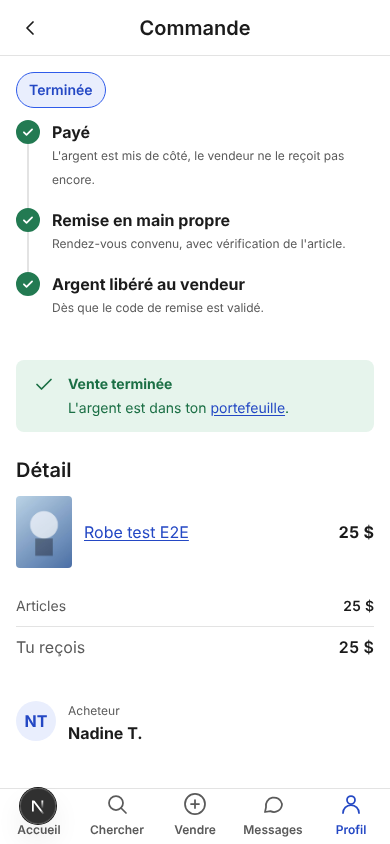 Commande
Terminée
Payé
L'argent est mis de côté, le vendeur ne le reçoit pas
encore.
Remise en main propre
Rendez-vous convenu, avec vérification de l'article.
Argent libéré au vendeur
Dès que le code de remise est validé.
Vente terminée
L'argent est dans ton portefeuille.
Détail
Robe test E2E 25 $
Articles 25 $
Tu reçois 25 $
NT
Acheteur
Nadine T.
N
Accueil Chercher Vendre Messages Profil